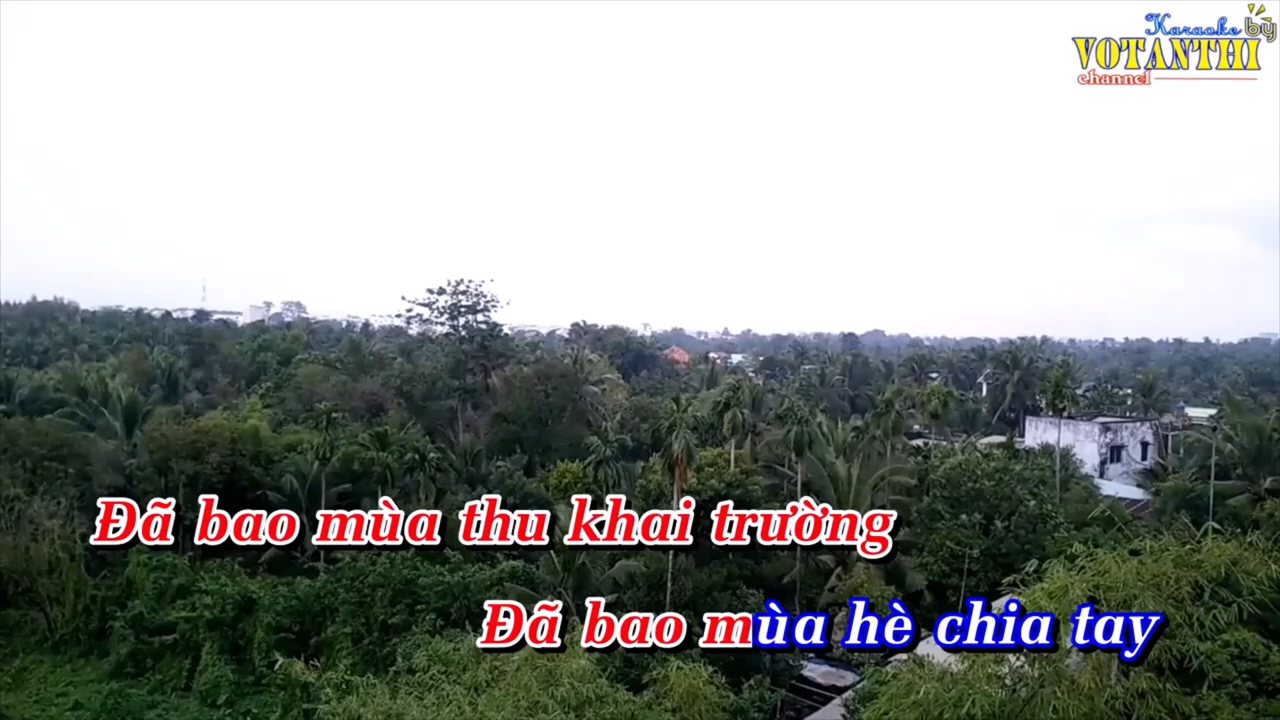 Karaoke by
VOTANTHI
channel
Đã bao mùa thu khai trường
Đã bao mùa hè chia tay